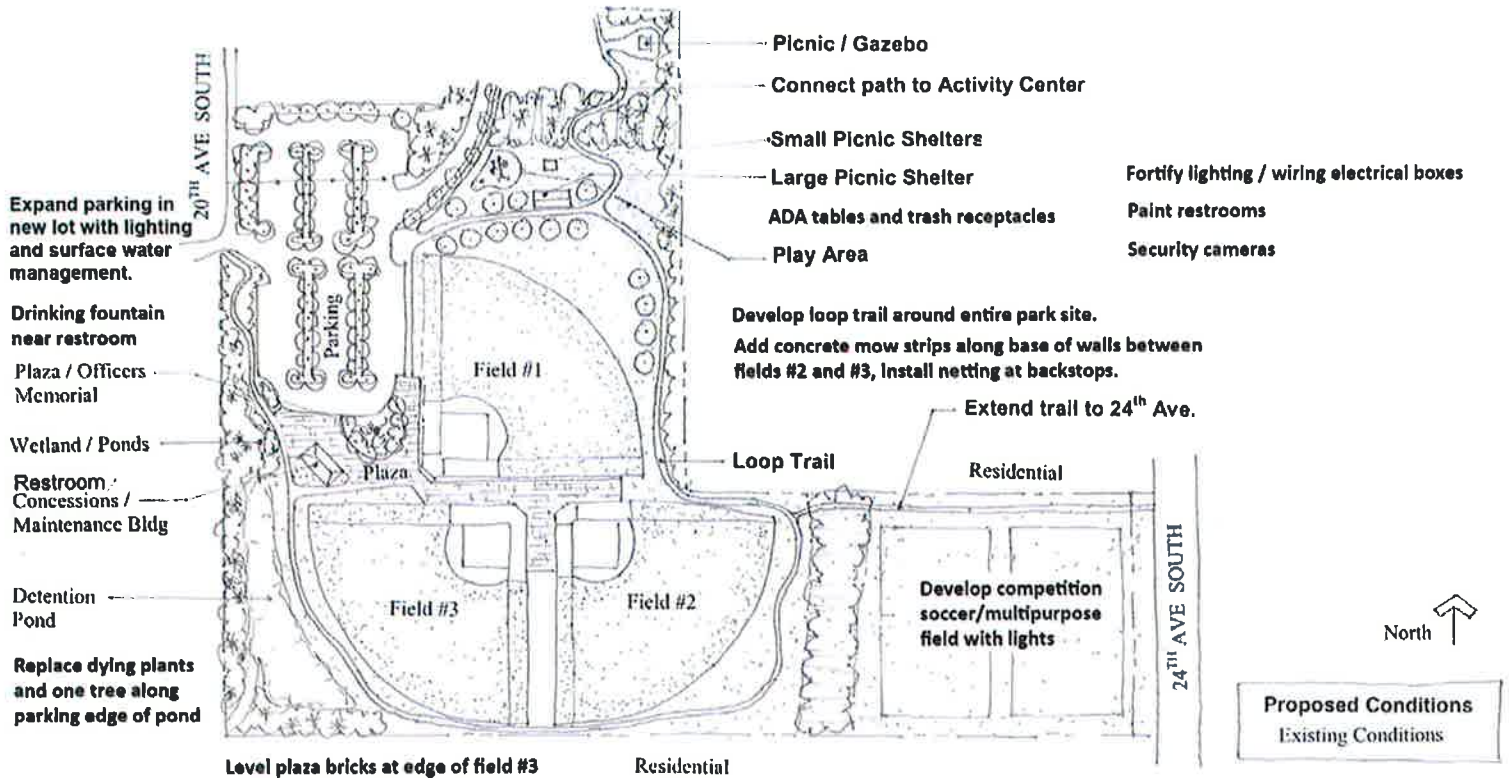 Picnic / Gazebo
Connect path to Activity Center
Small Picnic Shelters
Large Picnic Shelter
ADA tables and trash receptacles
Play Area
Fortify lighting / wiring electrical boxes
Paint restrooms
Security cameras
20TH AVE SOUTH
Expand parking in
new lot with lighting
and surface water
management.
Drinking fountain
near restroom
Plaza / Officers
Memorial
Wetland / Ponds
Restroom /
Concessions /
Maintenance Bldg
Detention
Pond
Replace dying plants
and one tree along
parking edge of pond
Parking
Field #1
Plaza
Field #3
Field #2
Develop loop trail around entire park site.
Add concrete mow strips along base of walls between
fields #2 and #3, Install netting at backstops.
Extend trail to 24th Ave.
Loop Trail
Residential
Develop competition
soccer/multipurpose
field with lights
24TH AVE SOUTH
North
Proposed Conditions
Existing Conditions
Level plaza bricks at edge of field #3
Residential